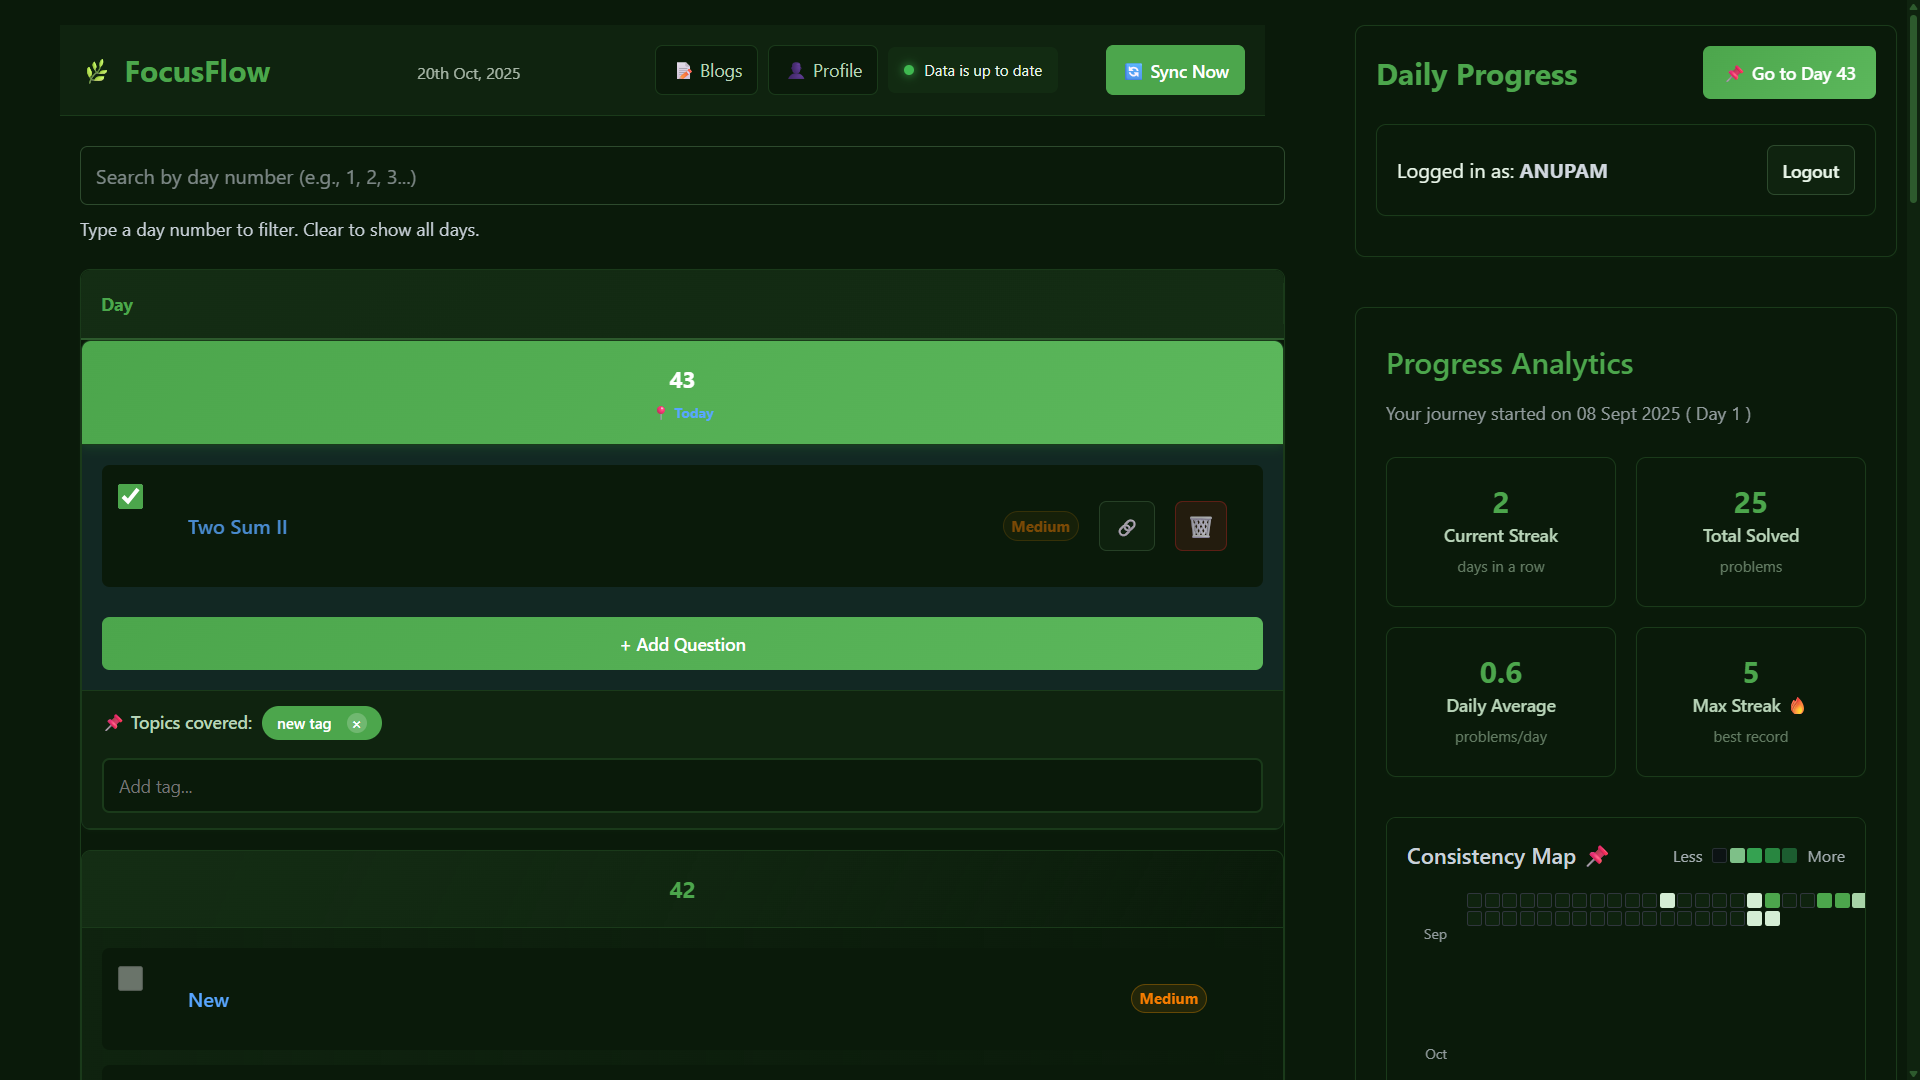 🌿 FocusFlow
20th Oct, 2025
📝 Blogs
👤 Profile
Data is up to date
🔄 Sync Now
Search by day number (e.g., 1, 2, 3...)
Type a day number to filter. Clear to show all days.
Day
43
📍 Today
Two Sum II
Medium
+ Add Question
📌 Topics covered:
new tag ×
Add tag...
42
New
Medium
Daily Progress
📌 Go to Day 43
Logged in as: ANUPAM
Logout
Progress Analytics
Your journey started on 08 Sept 2025 ( Day 1 )
2
Current Streak
days in a row
25
Total Solved
problems
0.6
Daily Average
problems/day
5
Max Streak 🔥
best record
Consistency Map 📌
Less
More
Sep
Oct